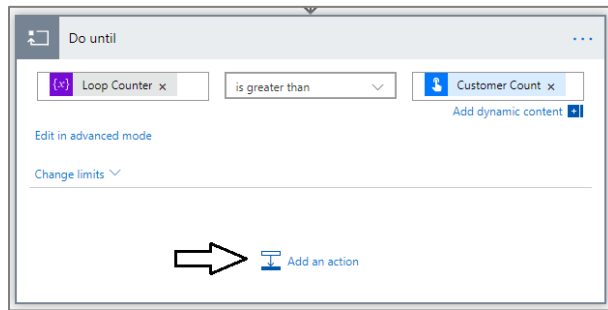 Do until
{x} Loop Counter x is greater than Customer Count x
Add dynamic content
Edit in advanced mode
Change limits
Add an action